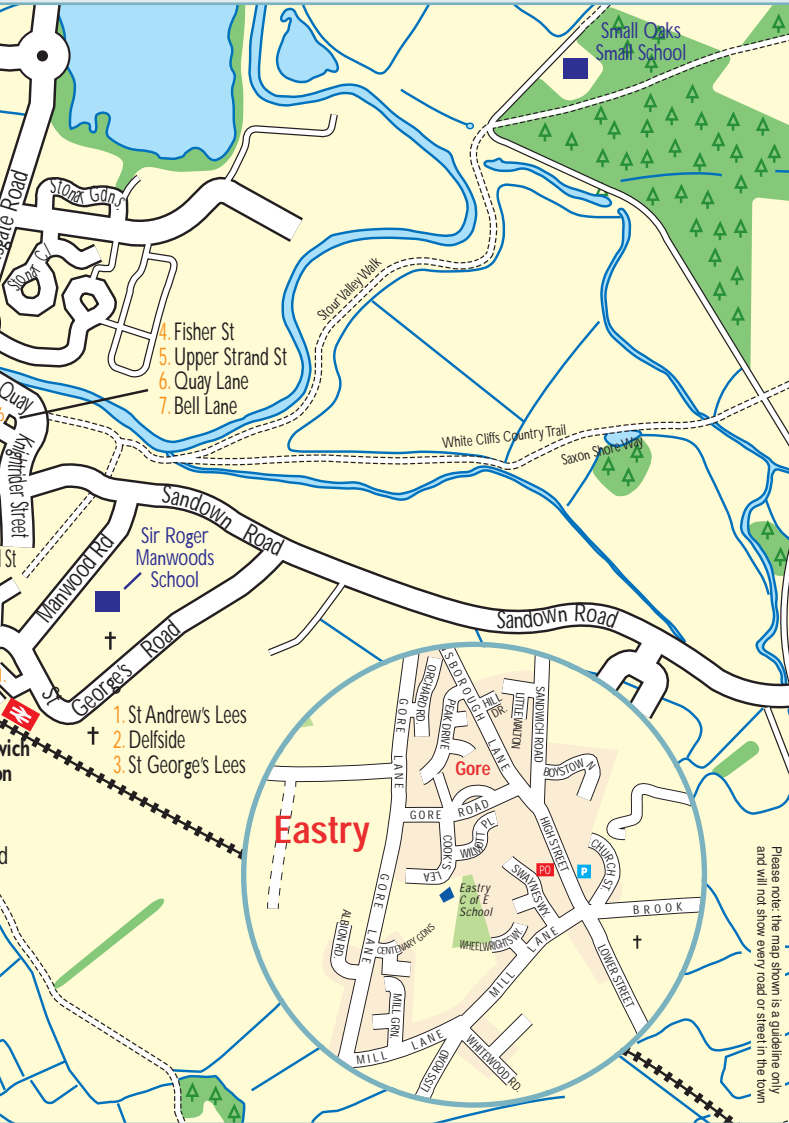 Small Oaks
Small School
Stonar Gdns
Stonar Cl
Stour Valley Walk
4. Fisher St
5. Upper Strand St
6. Quay Lane
7. Bell Lane
Quay
Knightrider Street
White Cliffs Country Trail
Saxon Shore Way
Sandown Road
Sir Roger
Manwoods
School
Manwood Rd
Sandown Road
St George's Road
1. St Andrew's Lees
2. Delfside
3. St George's Lees
Eastry
Gore
GORE LANE
ORCHARD RD
PEAK DRIVE
SBOROUGH LANE
HILL
DR.
LITTLE WALTON
SANDWICH ROAD
BOYSTOWN
GORE ROAD
COOK'S LEA
WILMOTT PL
HIGH STREET
PO
P
CHURCH ST.
SWAYNES WY.
Eastry
C of E
School
BROOK
GORE LANE
ALBION RD
CENTENARY GDNS
WHEELWRIGHTS WY.
MILL LANE
LOWER STREET
MILL GRN.
MILL LANE
LISS ROAD
WHITEWOOD RD.
Please note: the map shown is a guideline only
and will not show every road or street in the town